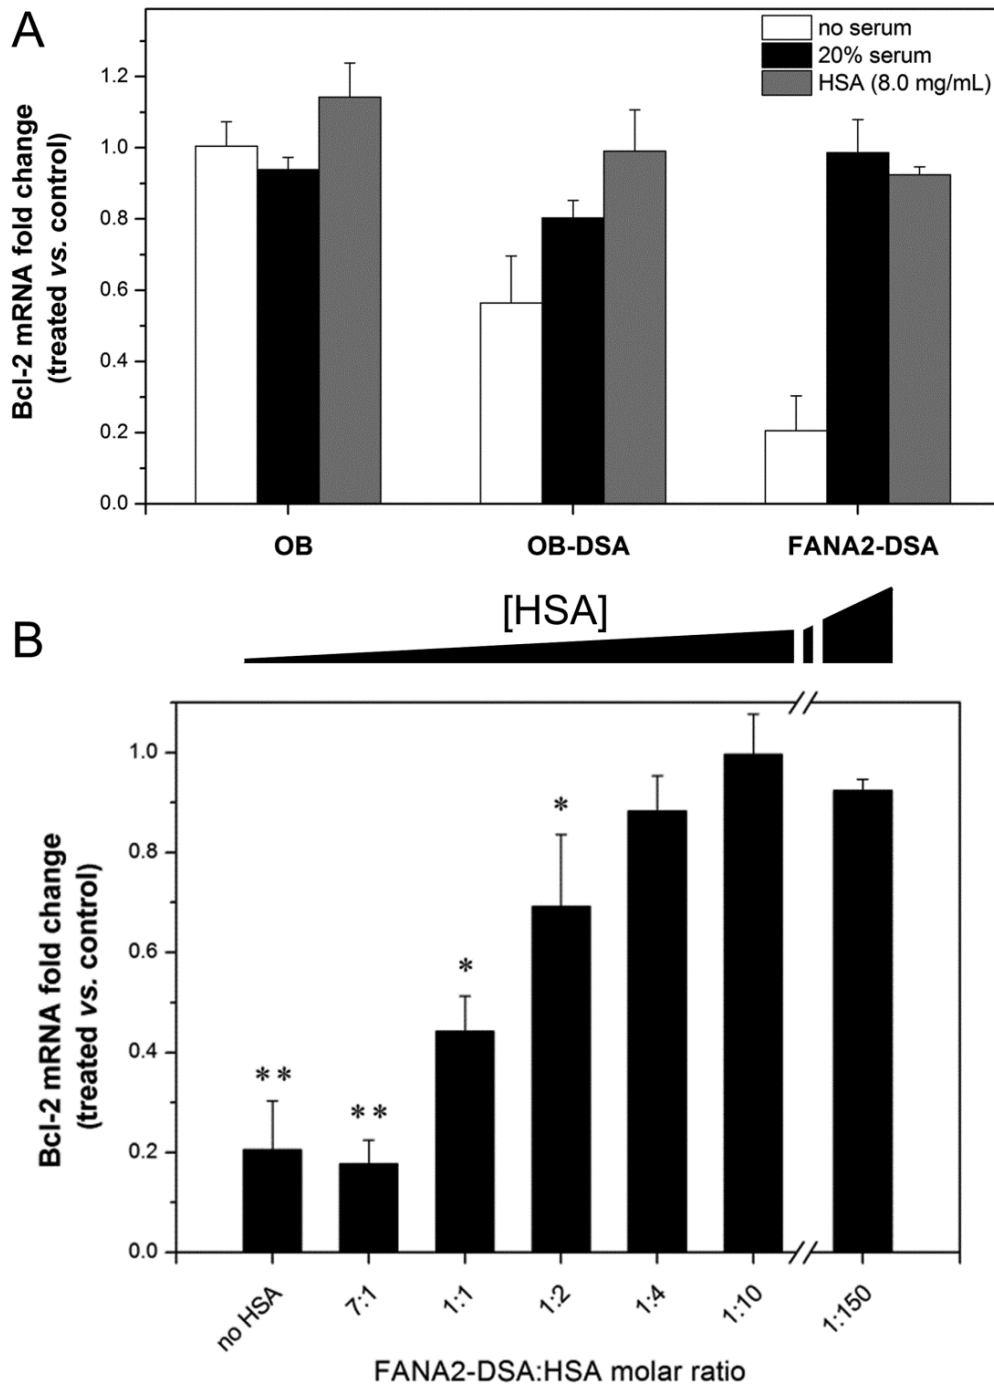 A
no serum
20% serum
HSA (8.0 mg/mL)
Bcl-2 mRNA fold change
(treated vs. control)
1.2
1.0
0.8
0.6
0.4
0.2
0.0
OB
OB-DSA
FANA2-DSA
[HSA]
B
Bcl-2 mRNA fold change
(treated vs. control)
1.0
0.8
0.6
0.4
0.2
0.0
**
**
*
*
no HSA
7:1
1:1
1:2
1:4
1:10
1:150
FANA2-DSA:HSA molar ratio